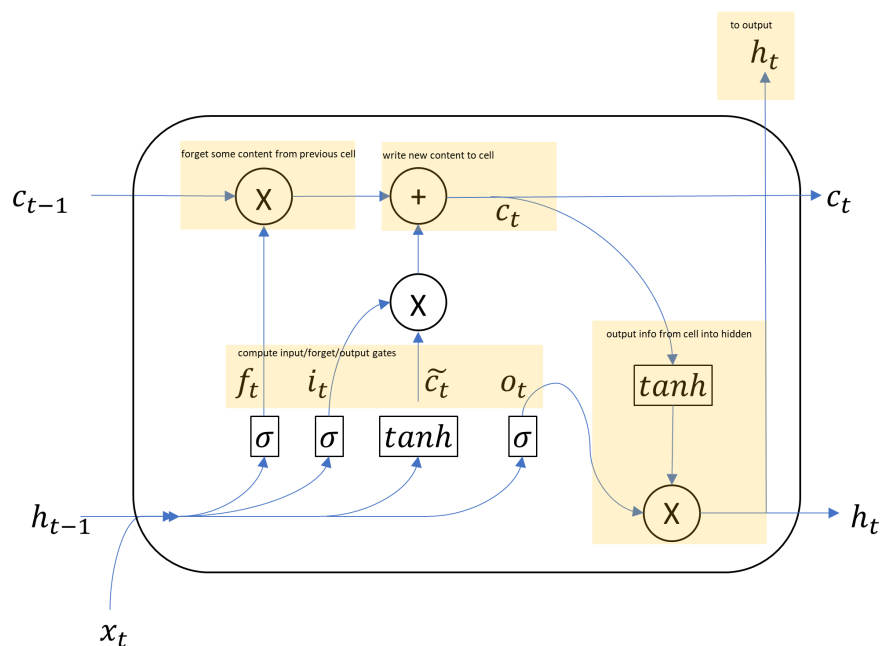 to output
h_t
forget some content from previous cell
write new content to cell
c_{t-1}
X
+
c_t
c_t
X
output info from cell into hidden
compute input/forget/output gates
f_t
i_t
c̃_t
o_t
tanh
σ
σ
tanh
σ
h_{t-1}
X
h_t
x_t